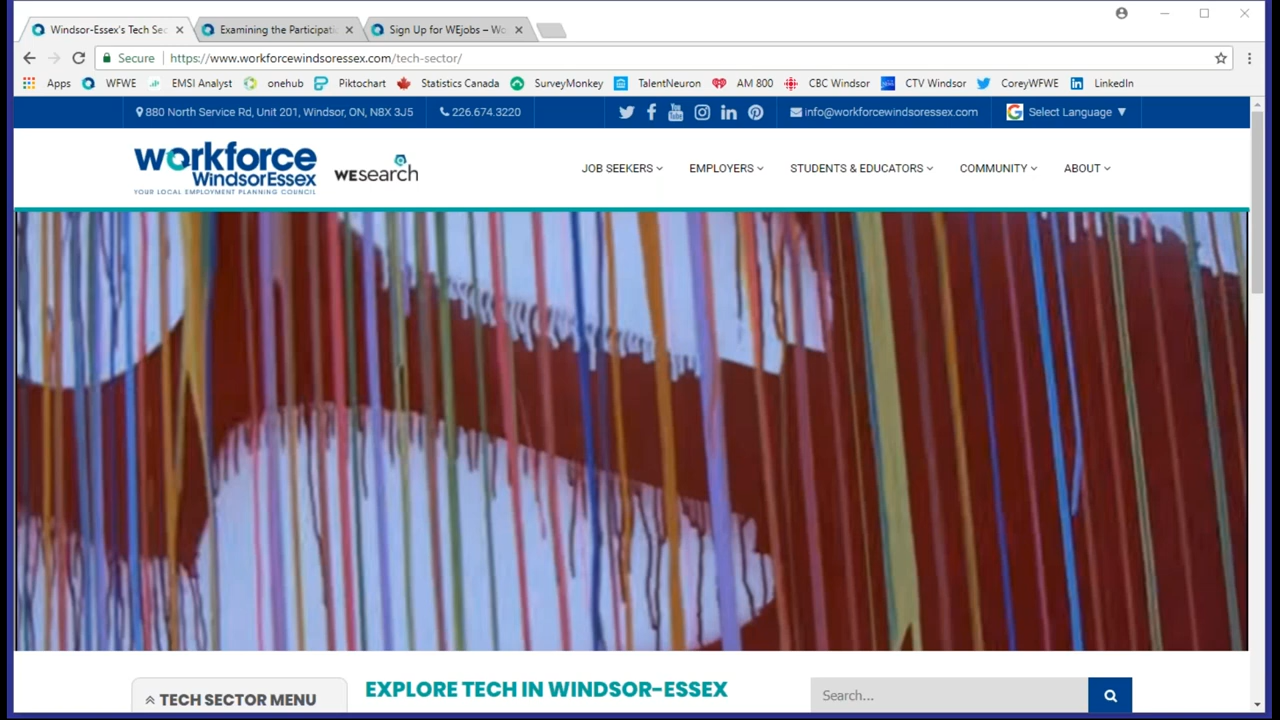 Windsor-Essex's Tech Sec
Examining the Participati
Sign Up for WEjobs – Wo
Secure https://www.workforcewindsoressex.com/tech-sector/
Apps WFWE EMSI Analyst onehub Piktochart Statistics Canada SurveyMonkey TalentNeuron AM 800 CBC Windsor CTV Windsor CoreyWFWE LinkedIn
880 North Service Rd, Unit 201, Windsor, ON, N8X 3J5 226.674.3220 info@workforcewindsoressex.com Select Language ▼
workforce
WindsorEssex
YOUR LOCAL EMPLOYMENT PLANNING COUNCIL
WEsearch
JOB SEEKERS EMPLOYERS STUDENTS & EDUCATORS COMMUNITY ABOUT
TECH SECTOR MENU
EXPLORE TECH IN WINDSOR-ESSEX
Search...